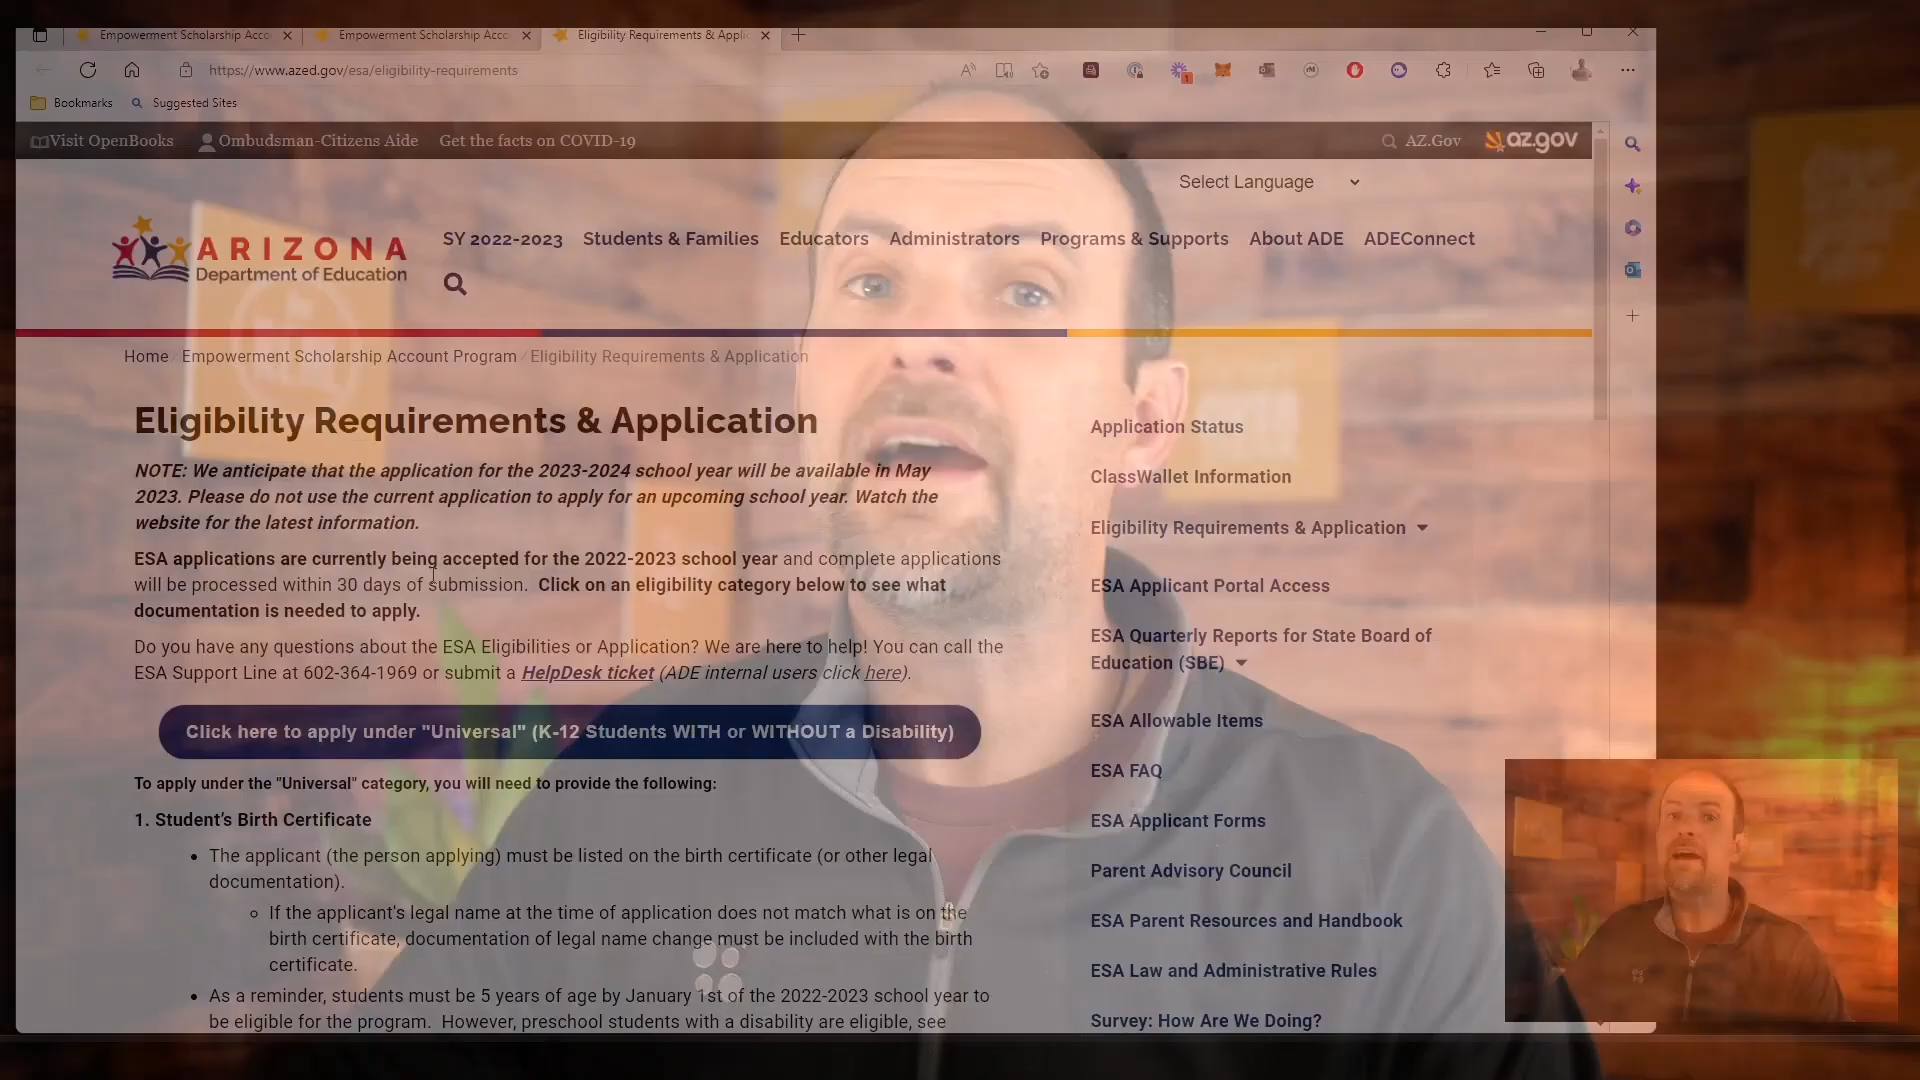 Empowerment Scholarship Acco
Empowerment Scholarship Acco
Eligibility Requirements & Applic
https://www.azed.gov/esa/eligibility-requirements
Bookmarks
Suggested Sites
Visit OpenBooks
Ombudsman-Citizens Aide
Get the facts on COVID-19
AZ.Gov
az.gov
Select Language
ARIZONA
Department of Education
SY 2022-2023
Students & Families
Educators
Administrators
Programs & Supports
About ADE
ADEConnect
Home / Empowerment Scholarship Account Program / Eligibility Requirements & Application
Eligibility Requirements & Application
NOTE: We anticipate that the application for the 2023-2024 school year will be available in May
2023. Please do not use the current application to apply for an upcoming school year. Watch the
website for the latest information.
ESA applications are currently being accepted for the 2022-2023 school year and complete applications
will be processed within 30 days of submission. Click on an eligibility category below to see what
documentation is needed to apply.
Do you have any questions about the ESA Eligibilities or Application? We are here to help! You can call the
ESA Support Line at 602-364-1969 or submit a HelpDesk ticket (ADE internal users click here).
Click here to apply under "Universal" (K-12 Students WITH or WITHOUT a Disability)
To apply under the "Universal" category, you will need to provide the following:
1. Student's Birth Certificate
The applicant (the person applying) must be listed on the birth certificate (or other legal
documentation).
If the applicant's legal name at the time of application does not match what is on the
birth certificate, documentation of legal name change must be included with the birth
certificate.
As a reminder, students must be 5 years of age by January 1st of the 2022-2023 school year to
be eligible for the program. However, preschool students with a disability are eligible, see
Application Status
ClassWallet Information
Eligibility Requirements & Application
ESA Applicant Portal Access
ESA Quarterly Reports for State Board of
Education (SBE)
ESA Allowable Items
ESA FAQ
ESA Applicant Forms
Parent Advisory Council
ESA Parent Resources and Handbook
ESA Law and Administrative Rules
Survey: How Are We Doing?